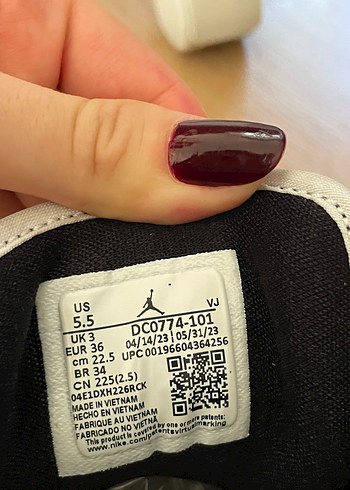 US VJ
5.5 DC0774-101
UK 3 04/14/23 | 05/31/23
EUR 36 UPC 00196604364256
cm 22.5
BR 34
CN 225(2.5)
04E1DXH226RCK
MADE IN VIETNAM
HECHO EN VIETNAM
FABRIQUE AU VIETNAM
FABRICADO NO VIETNÃ
This product is covered by one or more patents:
www.nike.com/patentsvirtualmarking